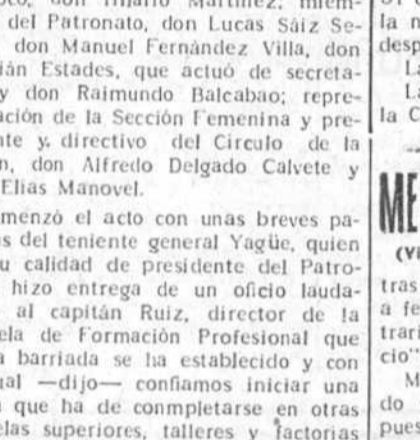 del Patronato, don Lucas Sáiz Se-
don Manuel Fernández Villa, don
ián Estades, que actuó de secreta-
y don Raimundo Balcabao; repre-
ación de la Sección Femenina y pre-
nte y. directivo del Circulo de la
n, don Alfredo Delgado Calvete y
Elías Manovel.
menzó el acto con unas breves pa-
s del teniente general Yagüe, quien
u calidad de presidente del Patro-
hizo entrega de un oficio lauda-
al capitán Ruiz, director de la
ela de Formación Profesional que
a barriada se ha establecido y con
ual —dijo— confiamos iniciar una
que ha de conmpletarse en otras
elas superiores, talleres y factorias
la n
desp
La
La
la C
ME
(Vi
tras
a fe
trari
cio"
M
do
pues